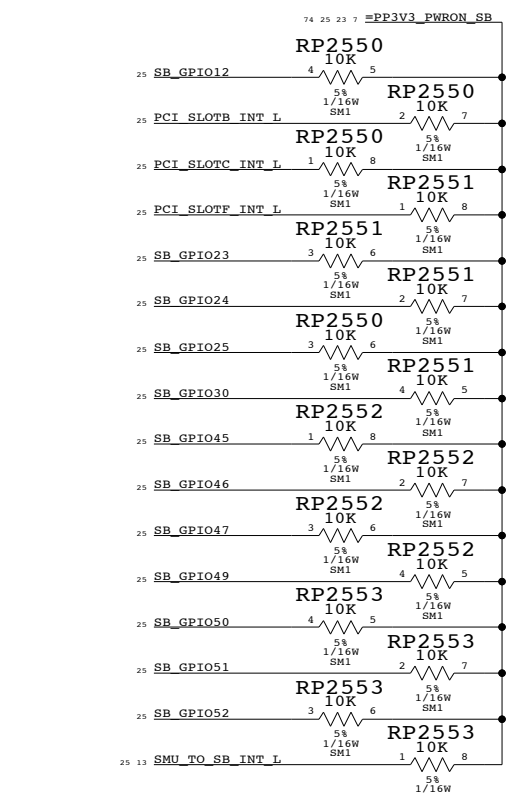 74 25 23 7 =PP3V3_PWRON_SB
RP2550
10K
25 SB_GPIO12 4 5
5%
1/16W
SM1
RP2550
10K
25 PCI_SLOTB_INT_L 2 7
5%
1/16W
SM1
RP2550
10K
25 PCI_SLOTC_INT_L 1 8
5%
1/16W
SM1
RP2551
10K
25 PCI_SLOTF_INT_L 1 8
5%
1/16W
SM1
RP2551
10K
25 SB_GPIO23 3 6
5%
1/16W
SM1
RP2551
10K
25 SB_GPIO24 2 7
5%
1/16W
SM1
RP2550
10K
25 SB_GPIO25 3 6
5%
1/16W
SM1
RP2551
10K
25 SB_GPIO30 4 5
5%
1/16W
SM1
RP2552
10K
25 SB_GPIO45 1 8
5%
1/16W
SM1
RP2552
10K
25 SB_GPIO46 2 7
5%
1/16W
SM1
RP2552
10K
25 SB_GPIO47 3 6
5%
1/16W
SM1
RP2552
10K
25 SB_GPIO49 4 5
5%
1/16W
SM1
RP2553
10K
25 SB_GPIO50 4 5
5%
1/16W
SM1
RP2553
10K
25 SB_GPIO51 2 7
5%
1/16W
SM1
RP2553
10K
25 SB_GPIO52 3 6
5%
1/16W
SM1
RP2553
10K
25 13 SMU_TO_SB_INT_L 1 8
5%
1/16W